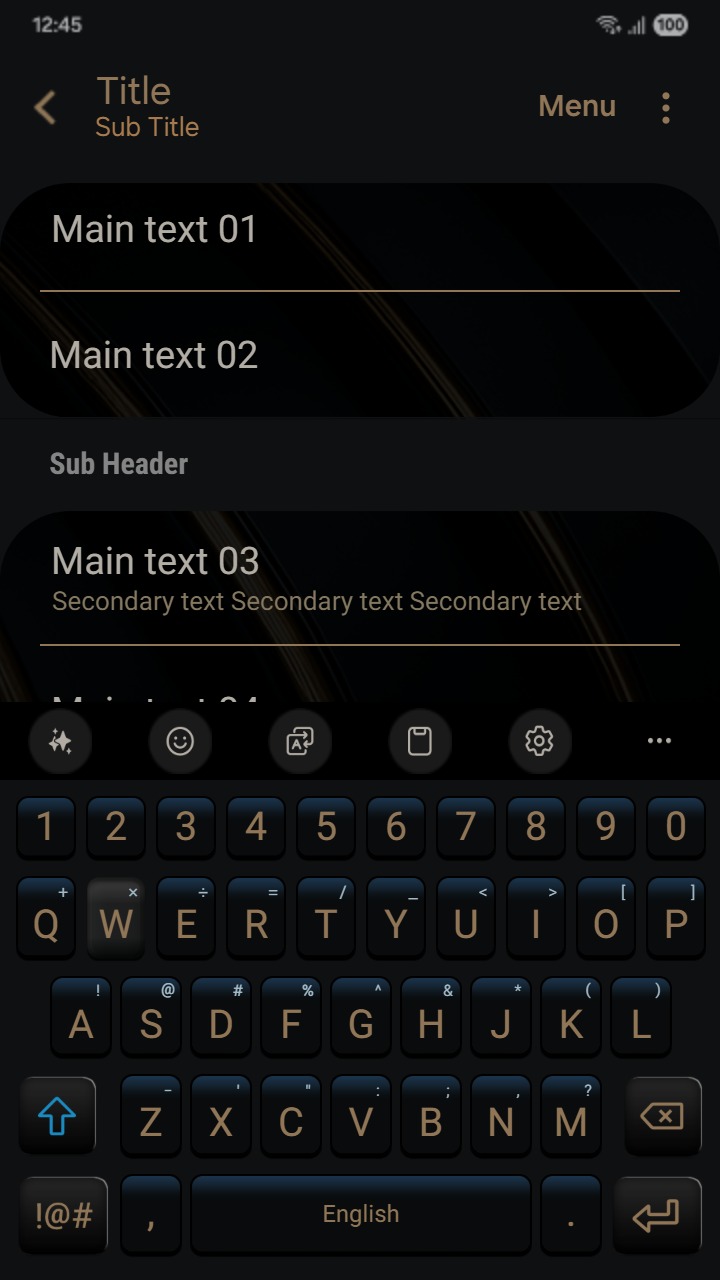 12:45
100
Title
Sub Title
Menu
Main text 01
Main text 02
Sub Header
Main text 03
Secondary text Secondary text Secondary text
1 2 3 4 5 6 7 8 9 0
+ × ÷ = / _ < > [ ]
Q W E R T Y U I O P
! @ # % ^ & * ( )
A S D F G H J K L
- ' " : ; , ?
Z X C V B N M
!@# , English .